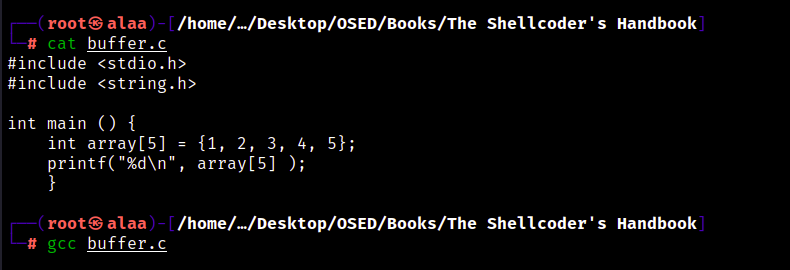 ┌──(root㉿alaa)-[/home/…/Desktop/OSED/Books/The Shellcoder's Handbook]
└─# cat buffer.c
#include <stdio.h>
#include <string.h>

int main () {
    int array[5] = {1, 2, 3, 4, 5};
    printf("%d\n", array[5] );
    }

┌──(root㉿alaa)-[/home/…/Desktop/OSED/Books/The Shellcoder's Handbook]
└─# gcc buffer.c